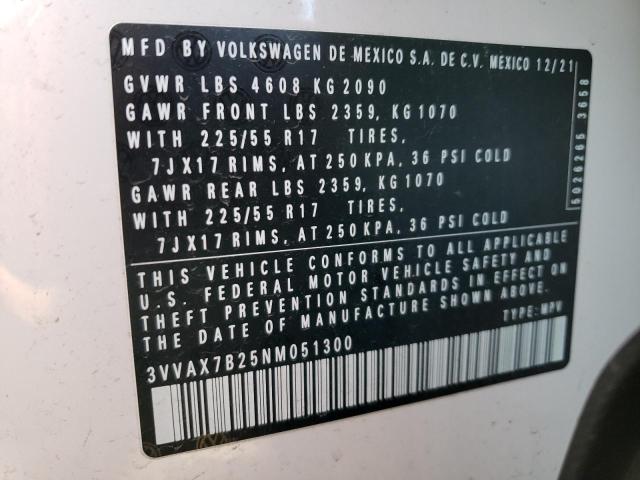 MFD BY VOLKSWAGEN DE MEXICO S.A. DE C.V. MEXICO 12/21
GVWR LBS 4608 KG 2090
GAWR FRONT LBS 2359, KG 1070
WITH 225/55 R17 TIRES,
7JX17 RIMS, AT 250 KPA, 36 PSI COLD
GAWR REAR LBS 2359, KG 1070
WITH 225/55 R17 TIRES,
7JX17 RIMS, AT 250 KPA, 36 PSI COLD
THIS VEHICLE CONFORMS TO ALL APPLICABLE
U.S. FEDERAL MOTOR VEHICLE SAFETY AND
THEFT PREVENTION STANDARDS IN EFFECT ON
THE DATE OF MANUFACTURE SHOWN ABOVE.
TYPE: MPV
3VVAX7B25NM051300
5026265 3658